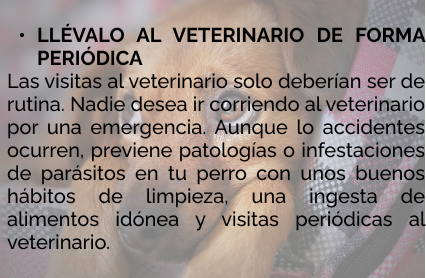 • LLÉVALO AL VETERINARIO DE FORMA
PERIÓDICA
Las visitas al veterinario solo deberían ser de
rutina. Nadie desea ir corriendo al veterinario
por una emergencia. Aunque lo accidentes
ocurren, previene patologías o infestaciones
de parásitos en tu perro con unos buenos
hábitos de limpieza, una ingesta de
alimentos idónea y visitas periódicas al
veterinario.